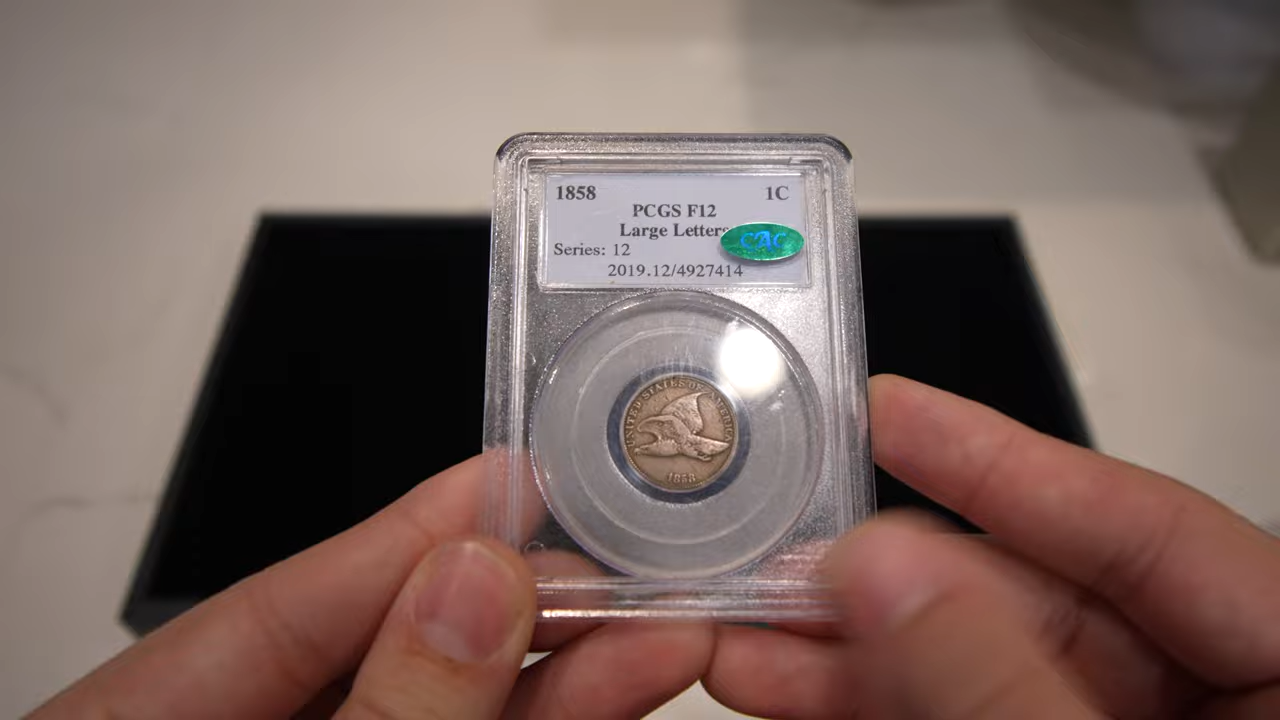 1858 1C
PCGS F12
Large Letters
CAC
Series: 12
2019.12/4927414
UNITED STATES OF AMERICA
1858